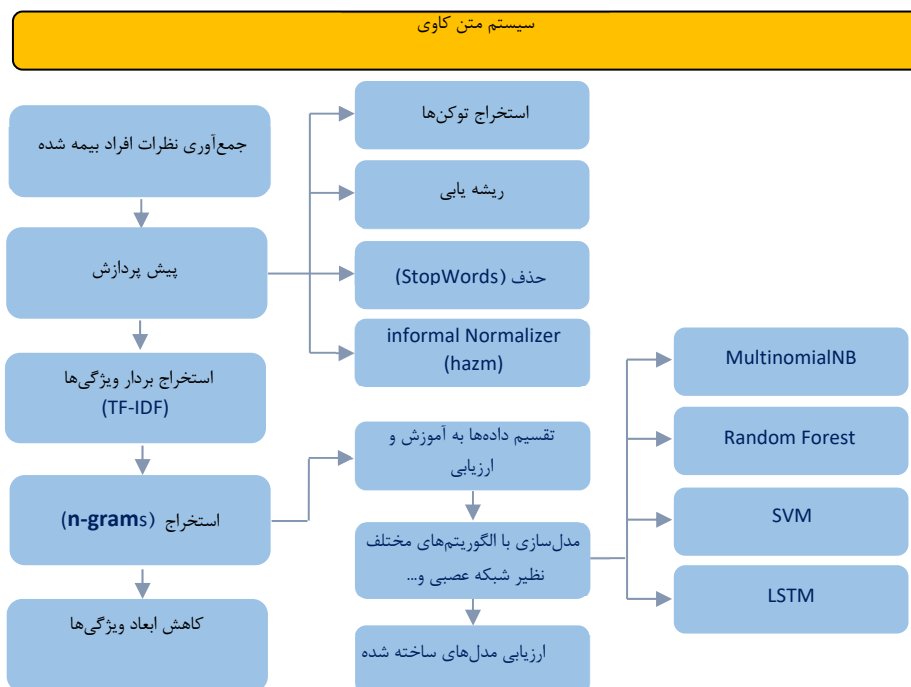 سیستم متن کاوی
جمع‌آوری نظرات افراد بیمه شده
پیش پردازش
استخراج بردار ویژگی‌ها
(TF-IDF)
استخراج (n-grams)
کاهش ابعاد ویژگی‌ها
استخراج توکن‌ها
ریشه یابی
حذف (StopWords)
informal Normalizer
(hazm)
تقسیم داده‌ها به آموزش و
ارزیابی
مدل‌سازی با الگوریتم‌های مختلف
نظیر شبکه عصبی و...
ارزیابی مدل‌های ساخته شده
MultinomialNB
Random Forest
SVM
LSTM